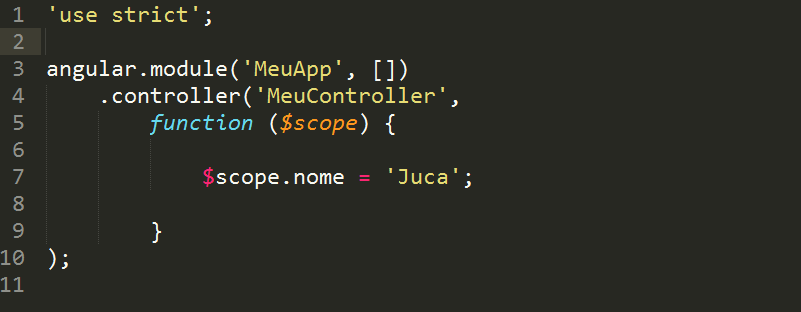 1 'use strict';
2
3 angular.module('MeuApp', [])
4     .controller('MeuController',
5         function ($scope) {
6
7             $scope.nome = 'Juca';
8
9         }
10 );
11